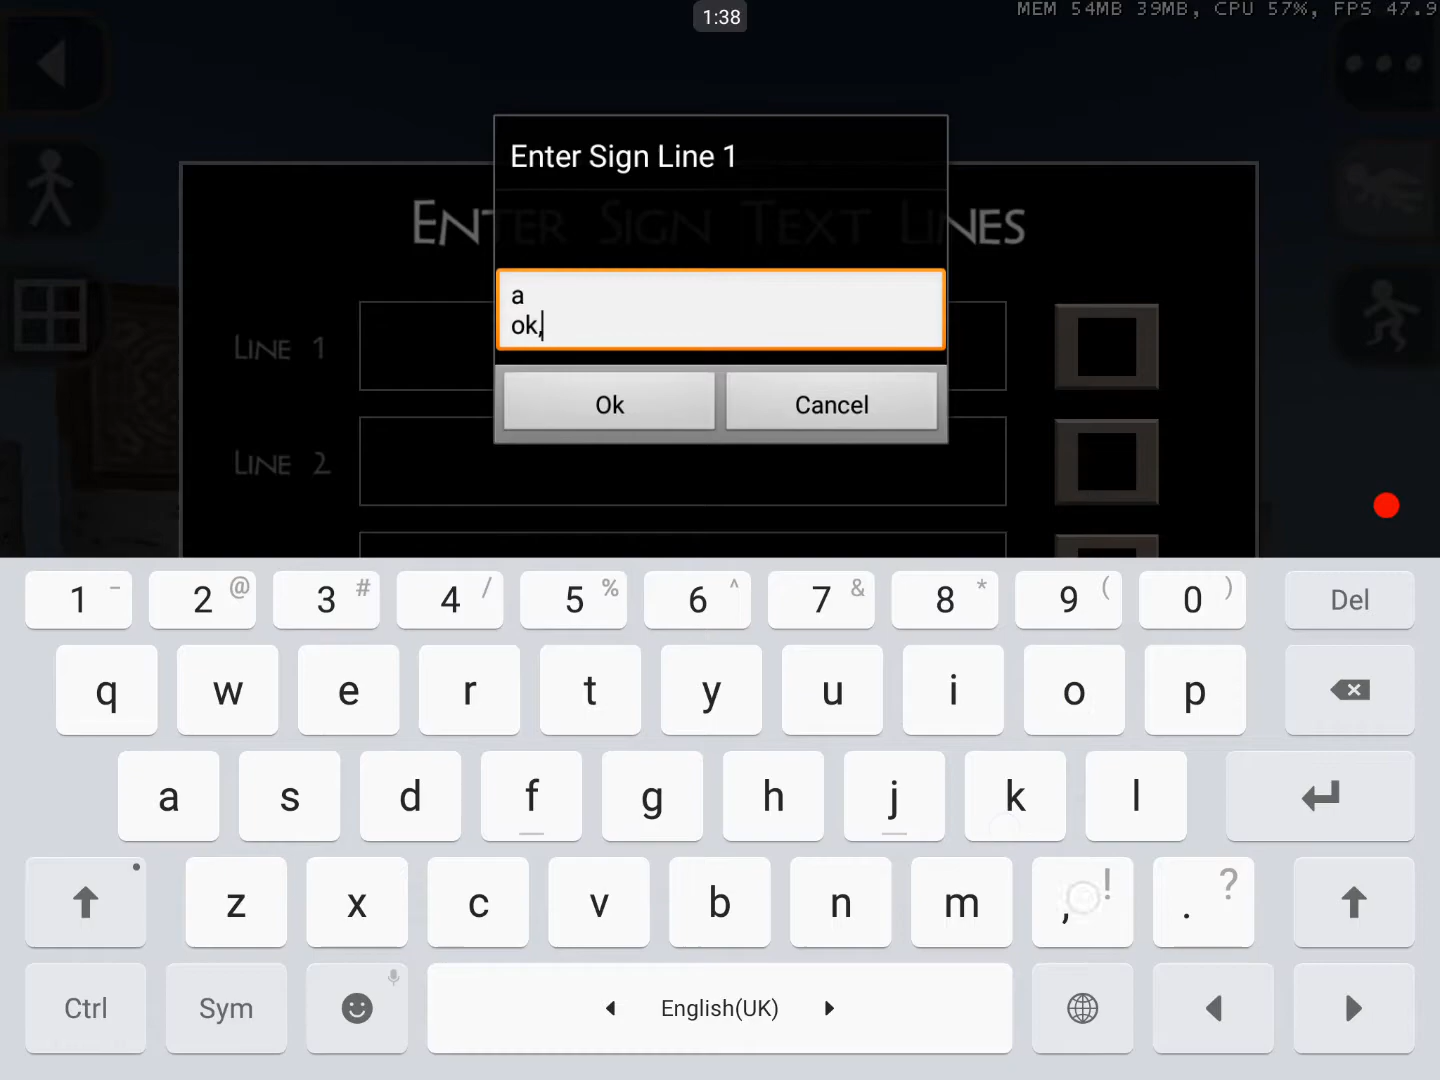 1:38
MEM 54MB 39MB, CPU 57%, FPS 47.9
Enter Sign Line 1
ENTER SIGN TEXT LINES
a
ok,
LINE 1
Ok Cancel
LINE 2
1 - 2 @ 3 # 4 / 5 % 6 ^ 7 & 8 * 9 ( 0 ) Del
q w e r t y u i o p
a s d f g h j k l
z x c v b n m , ! . ?
Ctrl Sym English(UK)